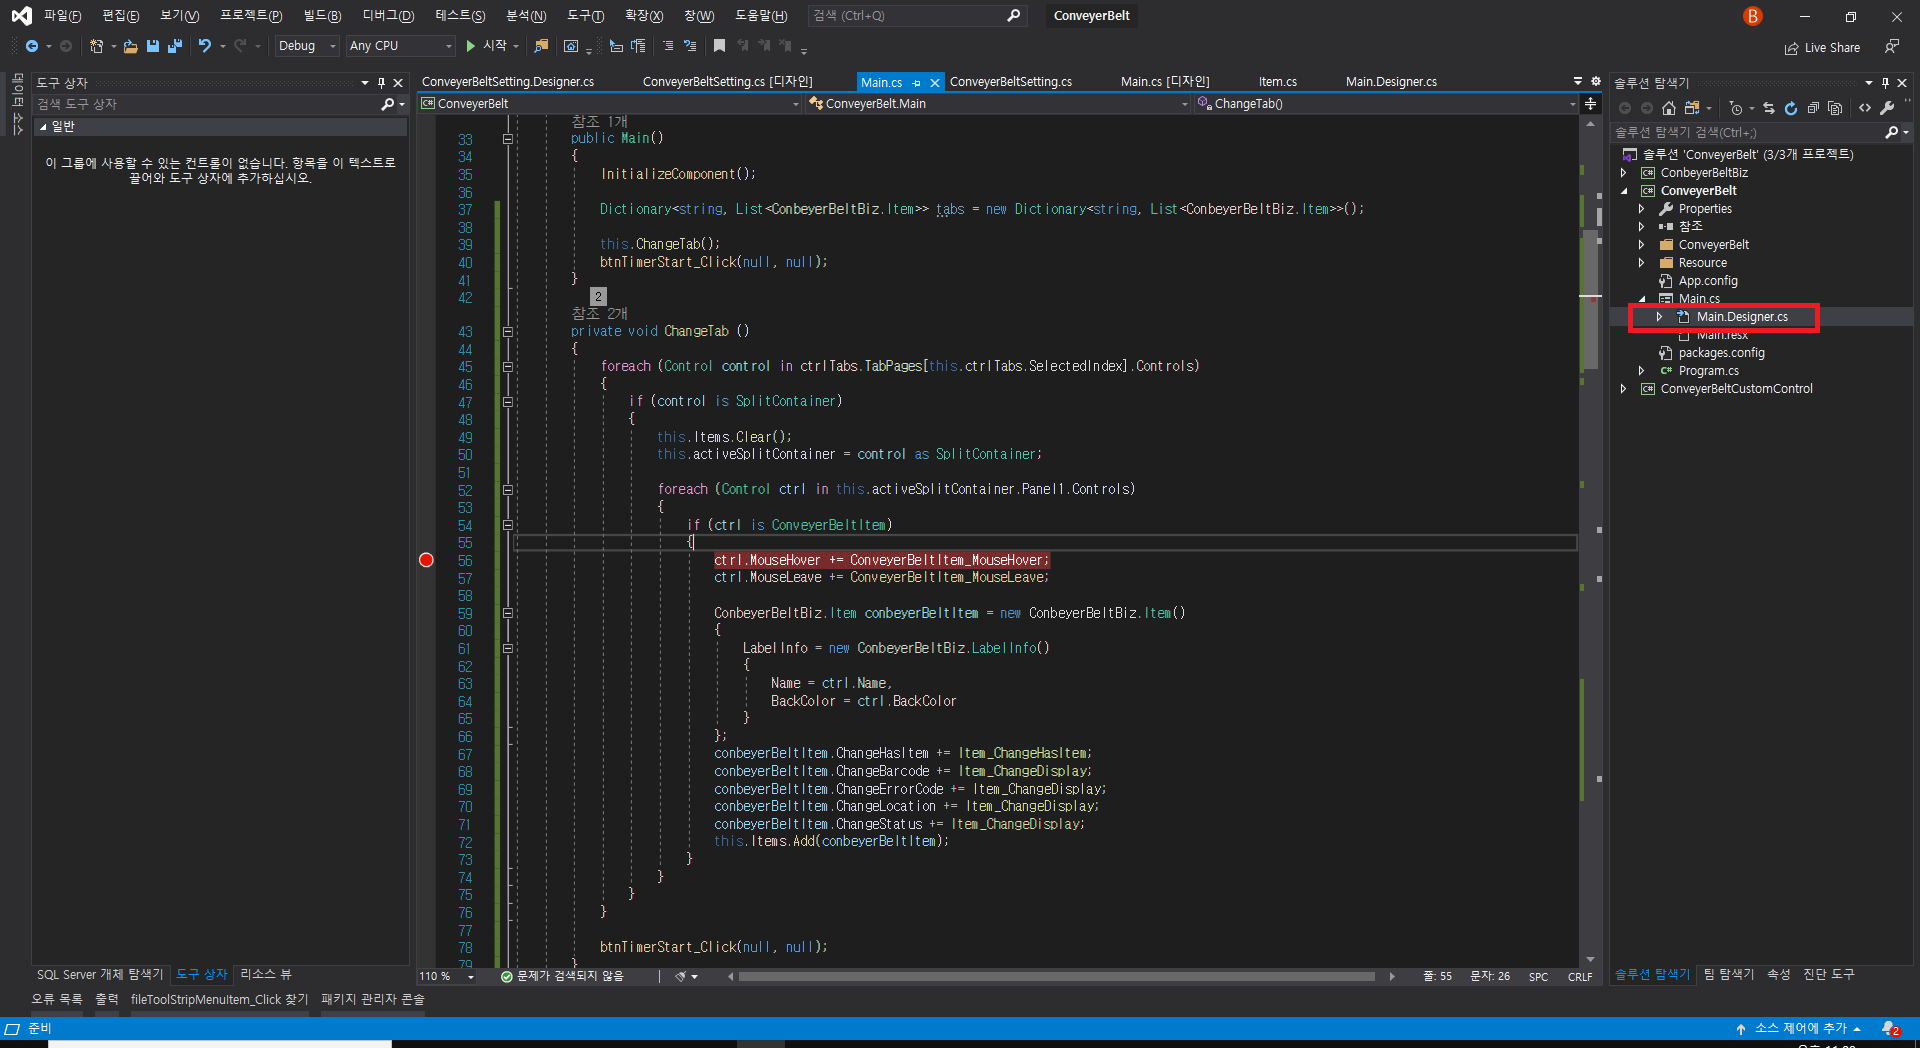 파일(F) 편집(E) 보기(V) 프로젝트(P) 빌드(B) 디버그(D) 테스트(S) 분석(N) 도구(T) 확장(X) 창(W) 도움말(H) 검색 (Ctrl+Q) ConveyerBelt B
Debug Any CPU 시작 Live Share
데이터 소스
도구 상자
검색 도구 상자
일반
이 그룹에 사용할 수 있는 컨트롤이 없습니다. 항목을 이 텍스트로
끌어와 도구 상자에 추가하십시오.
SQL Server 개체 탐색기 도구 상자 리소스 뷰
ConveyerBeltSetting.Designer.cs ConveyerBeltSetting.cs [디자인] Main.cs ConveyerBeltSetting.cs Main.cs [디자인] Item.cs Main.Designer.cs
ConveyerBelt ConveyerBelt.Main ChangeTab()
참조 1개
33 public Main()
34 {
35 InitializeComponent();
36
37 Dictionary<string, List<ConbeyerBeltBiz.Item>> tabs = new Dictionary<string, List<ConbeyerBeltBiz.Item>>();
38
39 this.ChangeTab();
40 btnTimerStart_Click(null, null);
41 }
42 2
참조 2개
43 private void ChangeTab ()
44 {
45 foreach (Control control in ctrlTabs.TabPages[this.ctrlTabs.SelectedIndex].Controls)
46 {
47 if (control is SplitContainer)
48 {
49 this.Items.Clear();
50 this.activeSplitContainer = control as SplitContainer;
51
52 foreach (Control ctrl in this.activeSplitContainer.Panel1.Controls)
53 {
54 if (ctrl is ConveyerBeltItem)
55 {
56 ctrl.MouseHover += ConveyerBeltItem_MouseHover;
57 ctrl.MouseLeave += ConveyerBeltItem_MouseLeave;
58
59 ConbeyerBeltBiz.Item conbeyerBeltItem = new ConbeyerBeltBiz.Item()
60 {
61 LabelInfo = new ConbeyerBeltBiz.LabelInfo()
62 {
63 Name = ctrl.Name,
64 BackColor = ctrl.BackColor
65 }
66 };
67 conbeyerBeltItem.ChangeHasItem += Item_ChangeHasItem;
68 conbeyerBeltItem.ChangeBarcode += Item_ChangeDisplay;
69 conbeyerBeltItem.ChangeErrorCode += Item_ChangeDisplay;
70 conbeyerBeltItem.ChangeLocation += Item_ChangeDisplay;
71 conbeyerBeltItem.ChangeStatus += Item_ChangeDisplay;
72 this.Items.Add(conbeyerBeltItem);
73 }
74 }
75 }
76 }
77
78 btnTimerStart_Click(null, null);
79 }
110 % 문제가 검색되지 않음 줄: 55 문자: 26 SPC CRLF
솔루션 탐색기
솔루션 탐색기 검색(Ctrl+;)
솔루션 'ConveyerBelt' (3/3개 프로젝트)
ConbeyerBeltBiz
ConveyerBelt
Properties
참조
ConveyerBelt
Resource
App.config
Main.cs
Main.Designer.cs
Main.resx
packages.config
Program.cs
ConveyerBeltCustomControl
솔루션 탐색기 팀 탐색기 속성 진단 도구
오류 목록 출력 fileToolStripMenuItem_Click 찾기 패키지 관리자 콘솔
준비 소스 제어에 추가 2